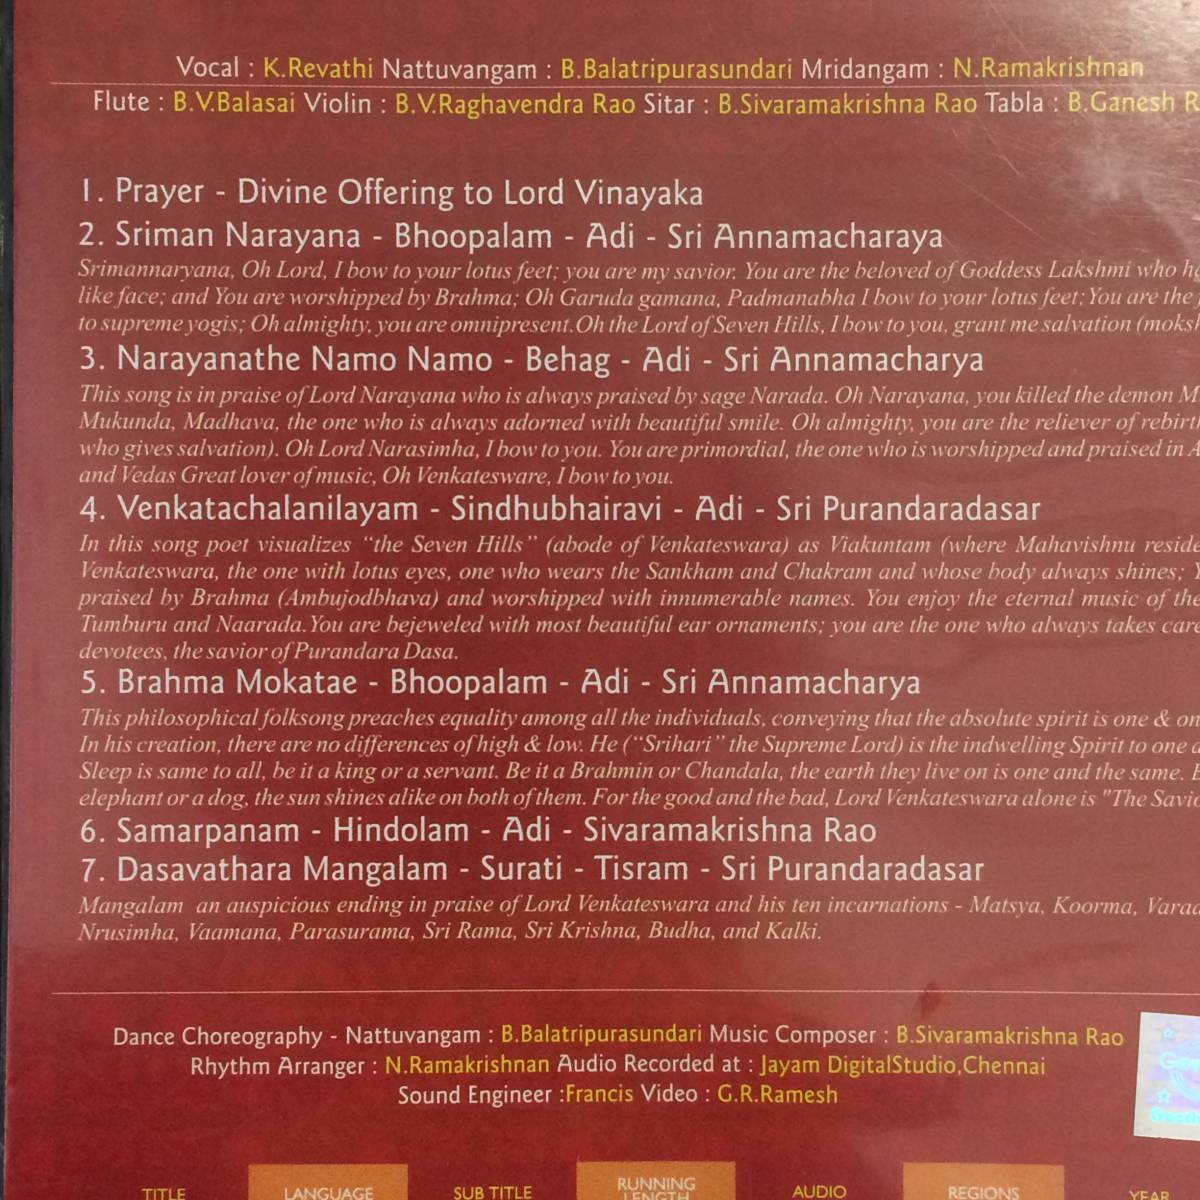 Vocal : K.Revathi Nattuvangam : B.Balatripurasundari Mridangam : N.Ramakrishnan
Flute : B.V.Balasai Violin : B.V.Raghavendra Rao Sitar : B.Sivaramakrishna Rao Tabla : B.Ganesh R
1. Prayer - Divine Offering to Lord Vinayaka
2. Sriman Narayana - Bhoopalam - Adi - Sri Annamacharaya
Srimannaryana, Oh Lord, I bow to your lotus feet; you are my savior. You are the beloved of Goddess Lakshmi who
like face; and You are worshipped by Brahma; Oh Garuda gamana, Padmanabha I bow to your lotus feet; You are the
to supreme yogis; Oh almighty, you are omnipresent. Oh the Lord of Seven Hills, I bow to you, grant me salvation
3. Narayanathe Namo Namo - Behag - Adi - Sri Annamacharya
This song is in praise of Lord Narayana who is always praised by sage Narada. Oh Narayana, you killed the demon M
Mukunda, Madhava, the one who is always adorned with beautiful smile. Oh almighty, you are the reliever of
who gives salvation). Oh Lord Narasimha, I bow to you. You are primordial, the one who is worshipped and praised in A
and Vedas Great lover of music, Oh Venkatesware, I bow to you.
4. Venkatachalanilayam - Sindhubhairavi - Adi - Sri Purandaradasar
In this song poet visualizes “the Seven Hills” (abode of Venkateswara) as Viakuntam (where Mahavishnu reside
Venkateswara, the one with lotus eyes, one who wears the Sankham and Chakram and whose body always shines; Y
praised by Brahma (Ambujodbhava) and worshipped with innumerable names. You enjoy the eternal music of the
Tumburu and Naarada. You are bejeweled with most beautiful ear ornaments; you are the one who always takes care
devotees, the savior of Purandara Dasa.
5. Brahma Mokatae - Bhoopalam - Adi - Sri Annamacharya
This philosophical folksong preaches equality among all the individuals, conveying that the absolute spirit is one & on
In his creation, there are no differences of high & low. He (“Srihari” the Supreme Lord) is the indwelling Spirit to one
Sleep is same to all, be it a king or a servant. Be it a Brahmin or Chandala, the earth they live on is one and the same.
elephant or a dog, the sun shines alike on both of them. For the good and the bad, Lord Venkateswara alone is "The Savi
6. Samarpanam - Hindolam - Adi - Sivaramakrishna Rao
7. Dasavathara Mangalam - Surati - Tisram - Sri Purandaradasar
Mangalam an auspicious ending in praise of Lord Venkateswara and his ten incarnations - Matsya, Koorma,
Nrusimha, Vaamana, Parasurama, Sri Rama, Sri Krishna, Budha, and Kalki.
Dance Choreography - Nattuvangam : B.Balatripurasundari Music Composer : B.Sivaramakrishna Rao
Rhythm Arranger : N.Ramakrishnan Audio Recorded at : Jayam DigitalStudio,Chennai
Sound Engineer :Francis Video : G.R.Ramesh
TITLE LANGUAGE SUB TITLE RUNNING LENGTH AUDIO REGIONS YEAR